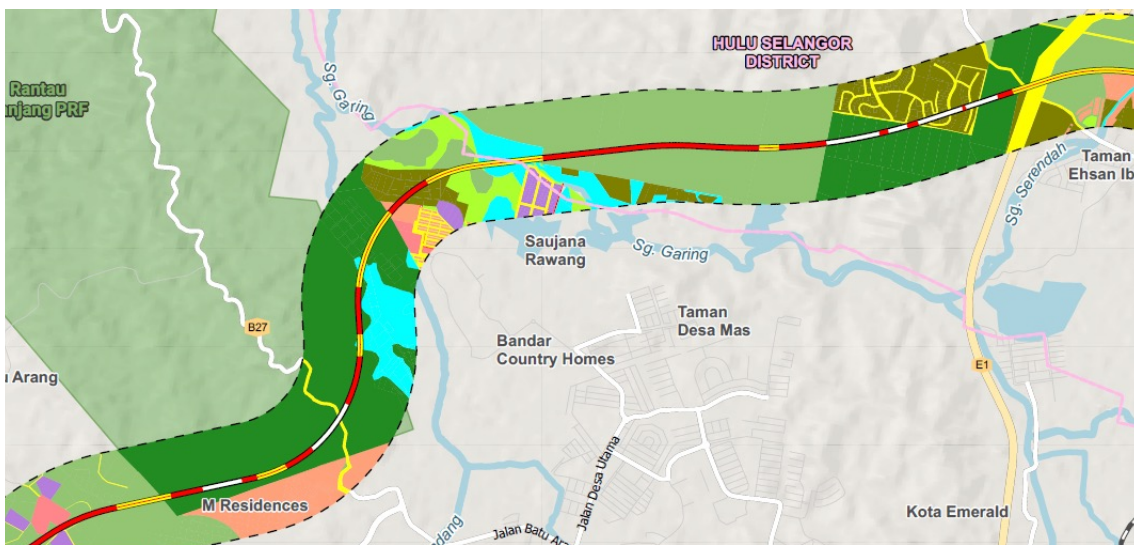 HULU SELANGOR
DISTRICT
Rantau
anjang PRF
Sg. Garing
Sg. Serendah
Taman
Ehsan Ib
Saujana
Rawang
Sg. Garing
B27
Taman
Desa Mas
Bandar
Country Homes
E1
u Arang
Jalan Desa Utama
M Residences
Kota Emerald
dang
Jalan Batu Ara